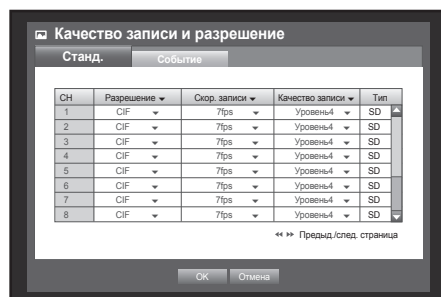 Качество записи и разрешение
Станд. Событие
CH Разрешение Скор. записи Качество записи Тип
1 CIF 7fps Уровень4 SD
2 CIF 7fps Уровень4 SD
3 CIF 7fps Уровень4 SD
4 CIF 7fps Уровень4 SD
5 CIF 7fps Уровень4 SD
6 CIF 7fps Уровень4 SD
7 CIF 7fps Уровень4 SD
8 CIF 7fps Уровень4 SD
Предыд./след. страница
OK Отмена